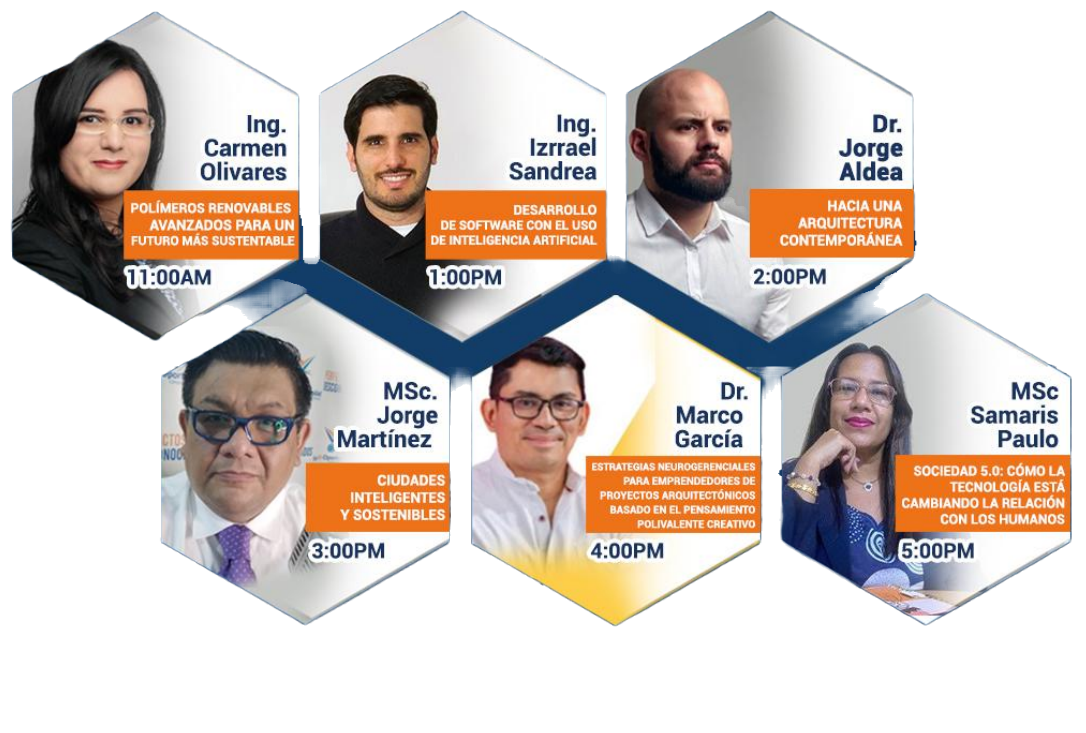 Ing.
Carmen
Olivares
POLÍMEROS RENOVABLES
AVANZADOS PARA UN
FUTURO MÁS SUSTENTABLE
11:00AM
Ing.
Izrrael
Sandrea
DESARROLLO
DE SOFTWARE CON EL USO
DE INTELIGENCIA ARTIFICIAL
1:00PM
Dr.
Jorge
Aldea
HACIA UNA
ARQUITECTURA
CONTEMPORÁNEA
2:00PM
MSc.
Jorge
Martínez
CIUDADES
INTELIGENTES
Y SOSTENIBLES
3:00PM
Dr.
Marco
García
ESTRATEGIAS NEUROGERENCIALES
PARA EMPRENDEDORES DE
PROYECTOS ARQUITECTÓNICOS
BASADO EN EL PENSAMIENTO
POLIVALENTE CREATIVO
4:00PM
MSc
Samaris
Paulo
SOCIEDAD 5.0: CÓMO LA
TECNOLOGÍA ESTÁ
CAMBIANDO LA RELACIÓN
CON LOS HUMANOS
5:00PM